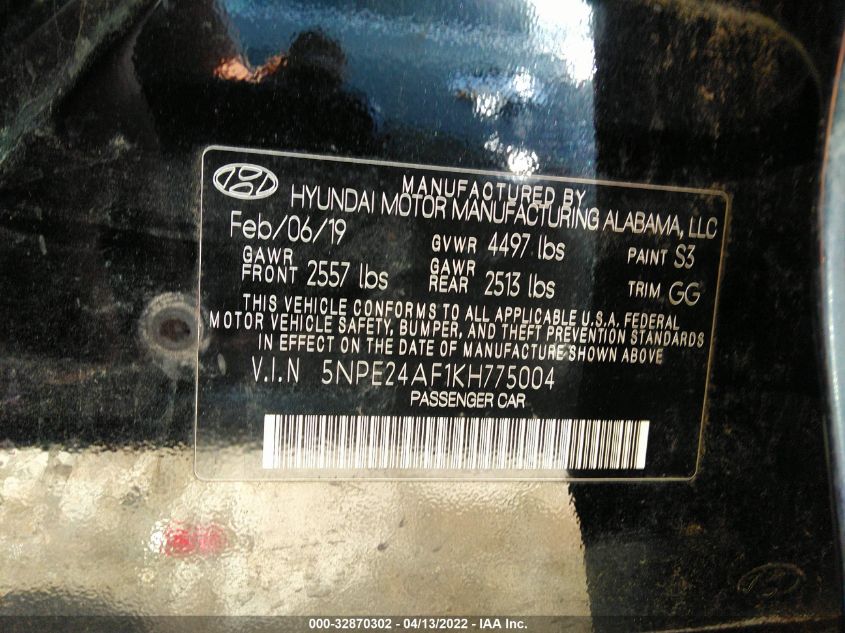 MANUFACTURED BY
HYUNDAI MOTOR MANUFACTURING ALABAMA, LLC
Feb/06/19 GVWR 4497 lbs PAINT S3
GAWR FRONT 2557 lbs GAWR REAR 2513 lbs TRIM GG
THIS VEHICLE CONFORMS TO ALL APPLICABLE U.S.A. FEDERAL
MOTOR VEHICLE SAFETY, BUMPER, AND THEFT PREVENTION STANDARDS
IN EFFECT ON THE DATE OF MANUFACTURE SHOWN ABOVE.
V.I.N 5NPE24AF1KH775004
PASSENGER CAR
000-32870302 - 04/13/2022 - IAA Inc.